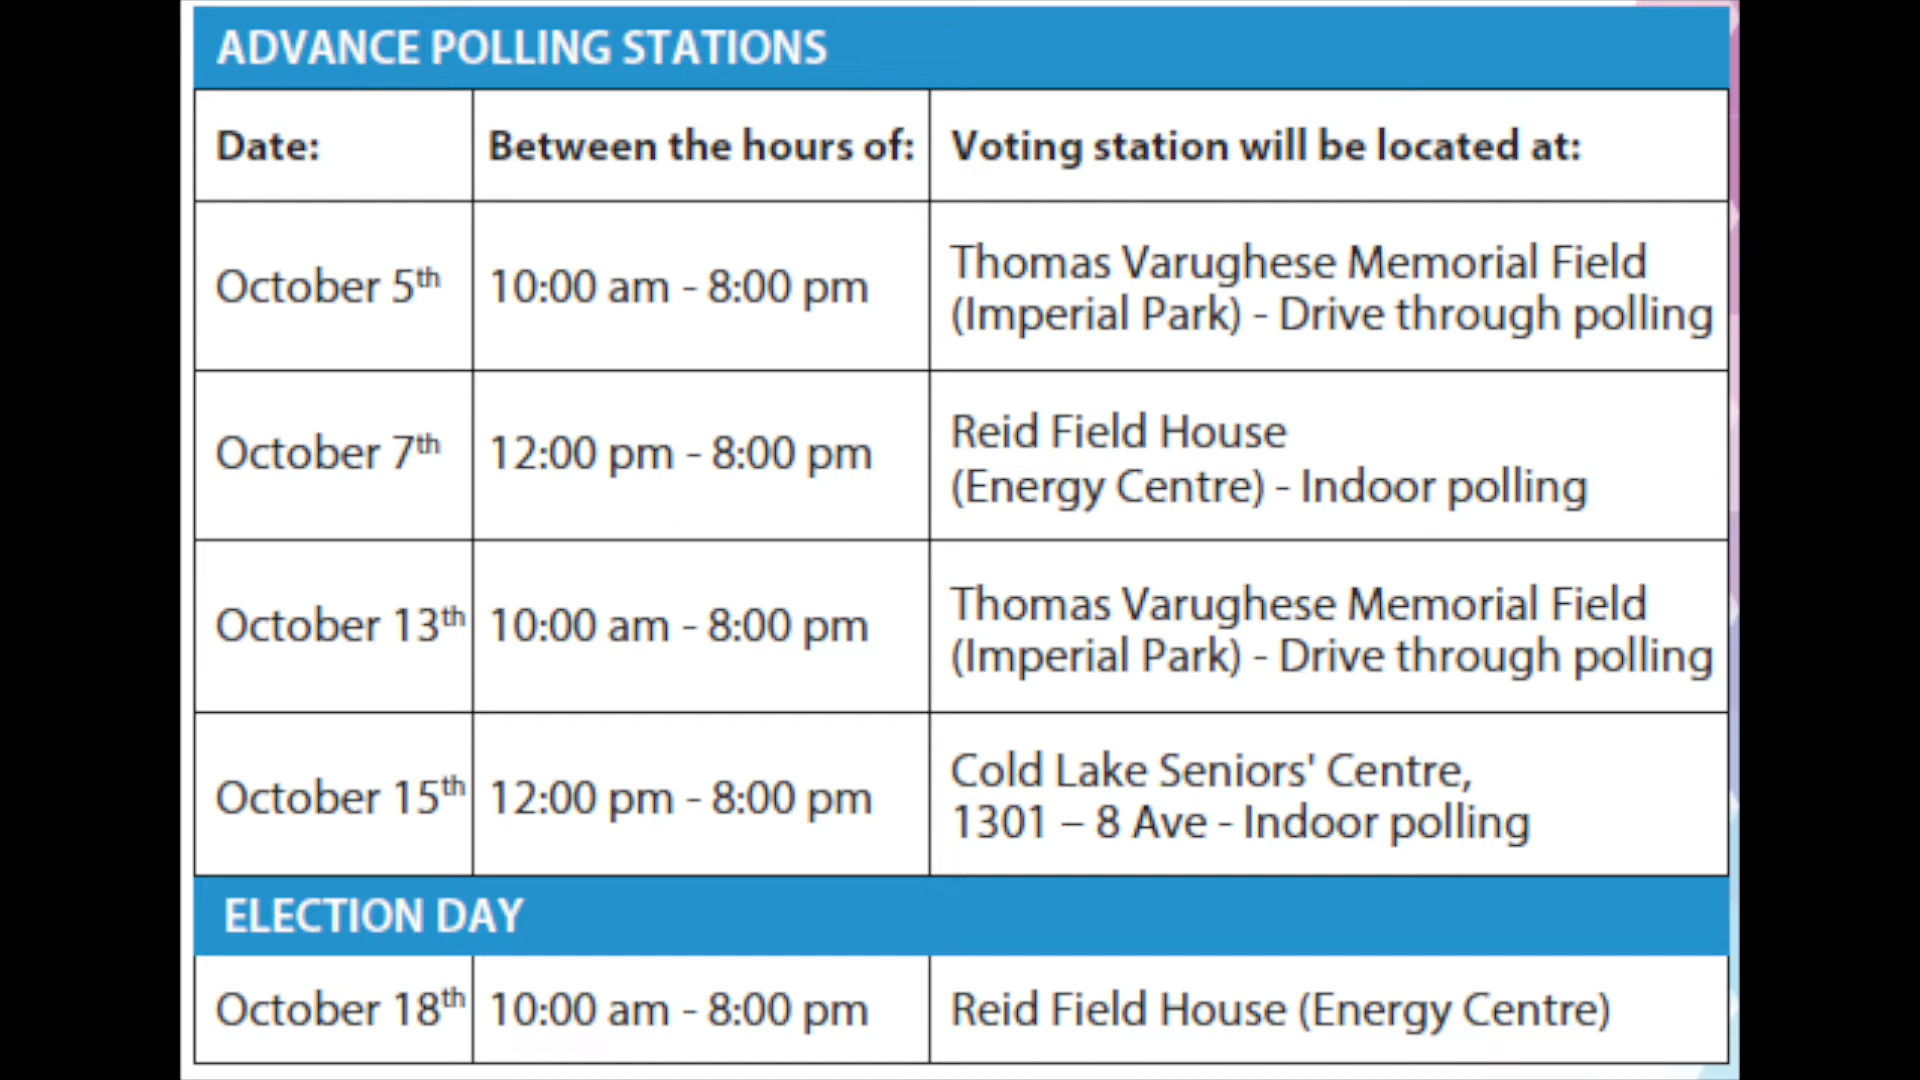 ADVANCE POLLING STATIONS
Date: Between the hours of: Voting station will be located at:
October 5th 10:00 am - 8:00 pm Thomas Varughese Memorial Field
(Imperial Park) - Drive through polling
October 7th 12:00 pm - 8:00 pm Reid Field House
(Energy Centre) - Indoor polling
October 13th 10:00 am - 8:00 pm Thomas Varughese Memorial Field
(Imperial Park) - Drive through polling
October 15th 12:00 pm - 8:00 pm Cold Lake Seniors' Centre,
1301 – 8 Ave - Indoor polling
ELECTION DAY
October 18th 10:00 am - 8:00 pm Reid Field House (Energy Centre)